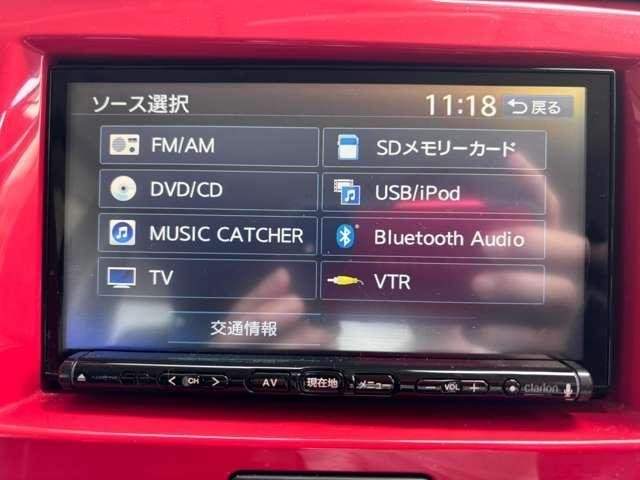 ソース選択
11:18
戻る
FM/AM
SDメモリーカード
DVD/CD
USB/iPod
MUSIC CATCHER
Bluetooth Audio
TV
VTR
交通情報
< CH > AV 現在地 メニュー − VOL + clarion